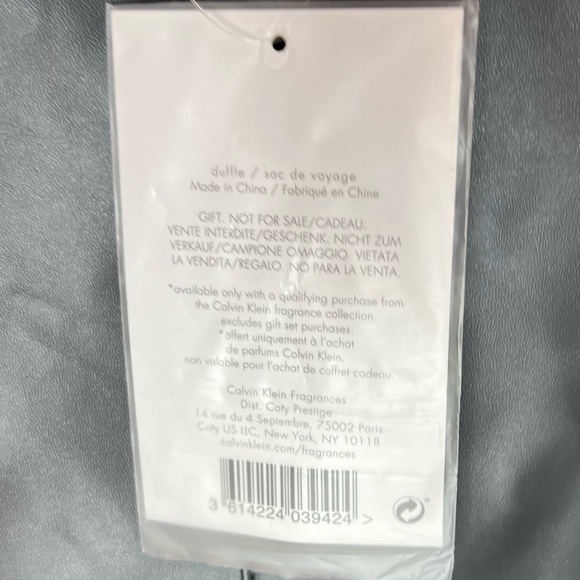 duffle / sac de voyage
Made in China / Fabriqué en Chine
GIFT. NOT FOR SALE/CADEAU.
VENTE INTERDITE/GESCHENK. NICHT ZUM
VERKAUF/CAMPIONE OMAGGIO. VIETATA
LA VENDITA/REGALO. NO PARA LA VENTA.
*available only with a qualifying purchase from
the Calvin Klein fragrance collection.
excludes gift set purchases.
*offert uniquement à l'achat
de parfums Calvin Klein.
non valable pour l'achat de coffret cadeau.
Calvin Klein Fragrances
Dist. Coty Prestige
14 rue du 4 Septembre, 75002 Paris
Coty US LLC, New York, NY 10118
calvinklein.com/fragrances
3 614224 039424 >